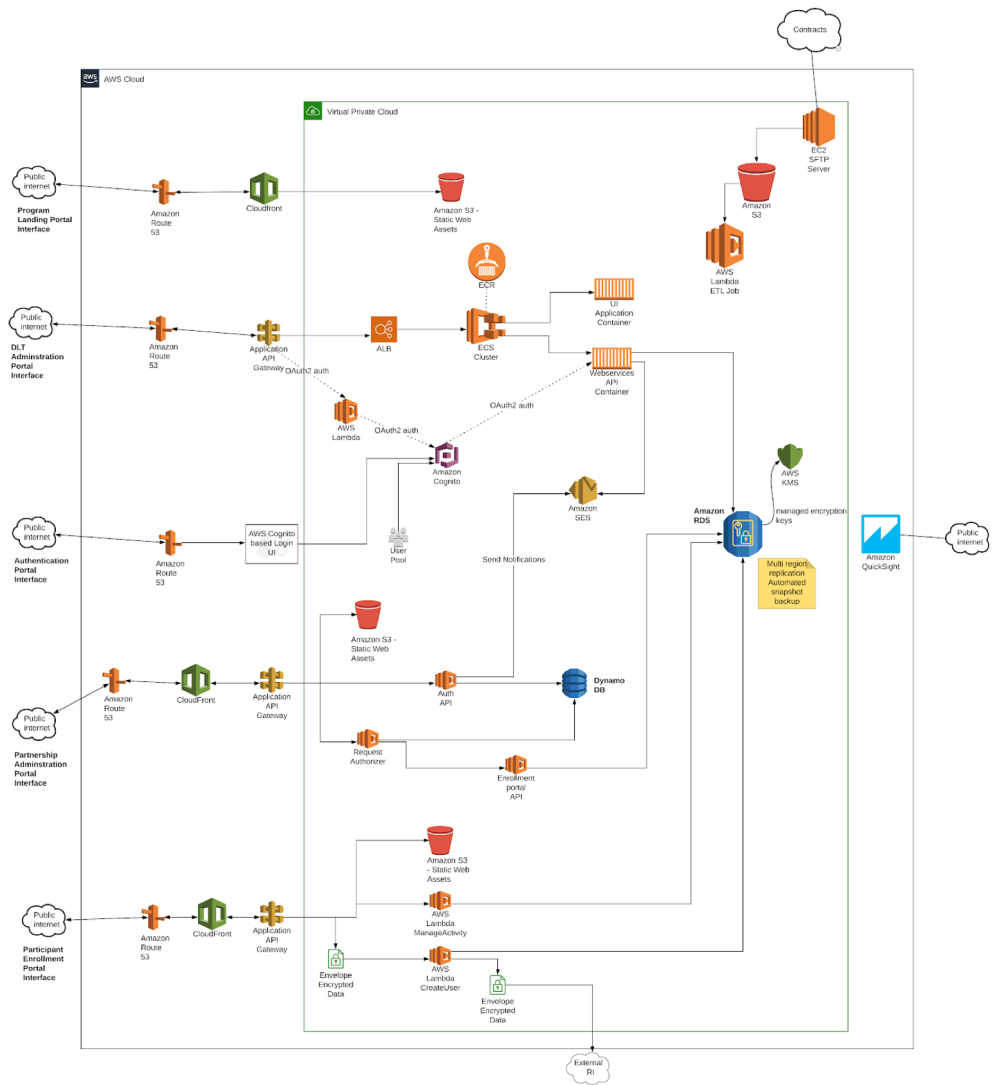 Contracts
aws
AWS Cloud
Virtual Private Cloud
EC2
SFTP
Server
Public
internet
Program
Landing Portal
Interface
Amazon
Route
53
Cloudfront
Amazon S3 -
Static Web
Assets
Amazon
S3
AWS
Lambda
ETL Job
ECR
UI
Application
Container
Public
internet
DLT
Adminstration
Portal
Interface
Amazon
Route
53
Application
API
Gateway
ALB
ECS
Cluster
Webservices
API
Container
OAuth2 auth
OAuth2 auth
OAuth2 auth
AWS
Lambda
Amazon
Cognito
AWS
KMS
Amazon
SES
Amazon
RDS
managed encryption
keys
Public
internet
Authentication
Portal
Interface
Amazon
Route
53
AWS Cognito
based Login
UI
User
Pool
Send Notifications
Multi region
replication
Automated
snapshot
backup
Amazon
QuickSight
Public
internet
Amazon S3 -
Static Web
Assets
Public
internet
Partnership
Adminstration
Portal
Interface
Amazon
Route
53
CloudFront
Application
API
Gateway
Auth
API
Dynamo
DB
Request
Authorizer
Enrollment
portal
API
Amazon S3
- Static Web
Assets
Public
internet
Participant
Enrollment
Portal
Interface
Amazon
Route
53
CloudFront
Application
API
Gateway
AWS
Lambda
ManageActivity
Envelope
Encrypted
Data
AWS
Lambda
CreateUser
Envelope
Encrypted
Data
External
RI